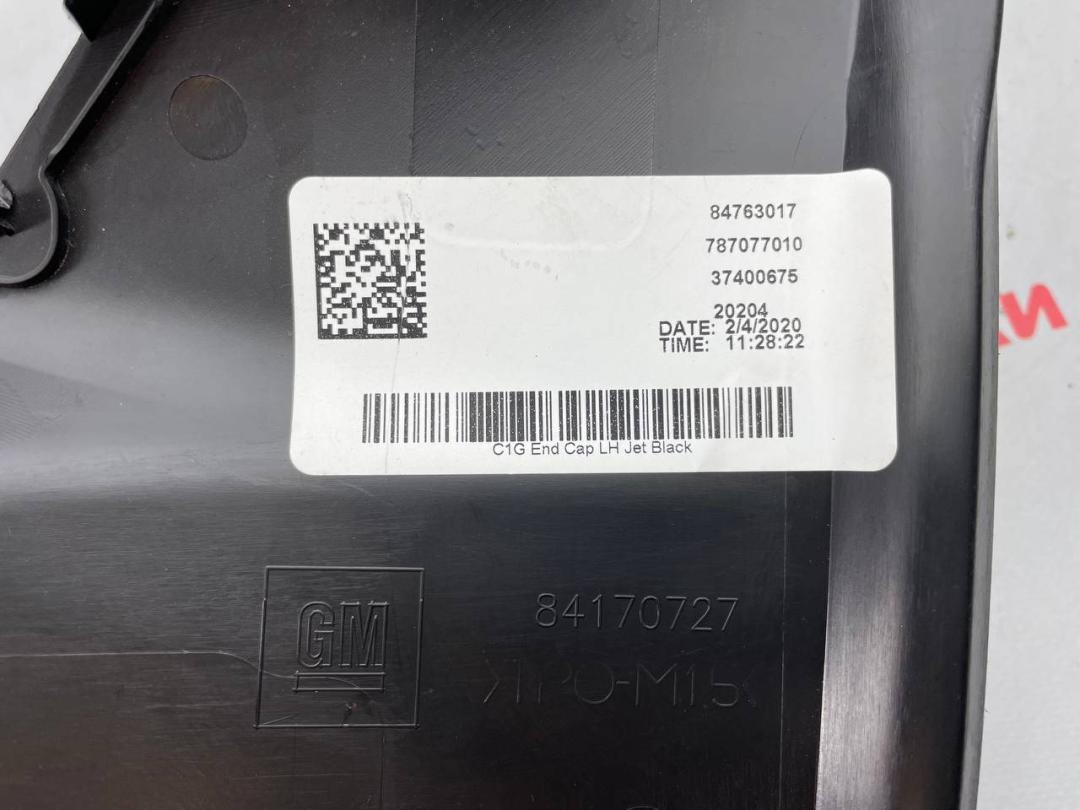 84763017
787077010
37400675
20204
DATE: 2/4/2020
TIME: 11:28:22
C1G End Cap LH Jet Black
GM
84170727
>TPO-M15<